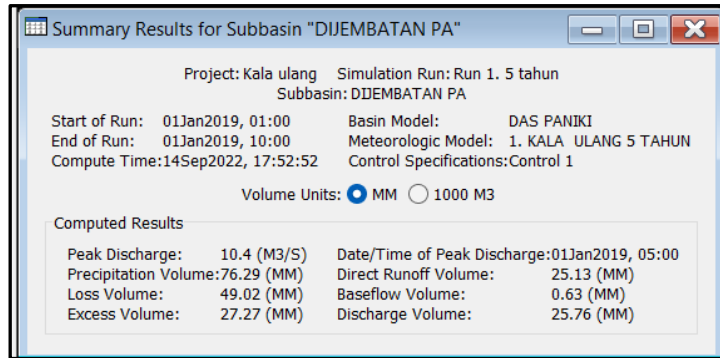 Summary Results for Subbasin "DIJEMBATAN PA"
Project: Kala ulang Simulation Run: Run 1. 5 tahun
Subbasin: DIJEMBATAN PA
Start of Run: 01Jan2019, 01:00 Basin Model: DAS PANIKI
End of Run: 01Jan2019, 10:00 Meteorologic Model: 1. KALA ULANG 5 TAHUN
Compute Time:14Sep2022, 17:52:52 Control Specifications:Control 1
Volume Units: MM 1000 M3
Computed Results
Peak Discharge: 10.4 (M3/S) Date/Time of Peak Discharge:01Jan2019, 05:00
Precipitation Volume:76.29 (MM) Direct Runoff Volume: 25.13 (MM)
Loss Volume: 49.02 (MM) Baseflow Volume: 0.63 (MM)
Excess Volume: 27.27 (MM) Discharge Volume: 25.76 (MM)